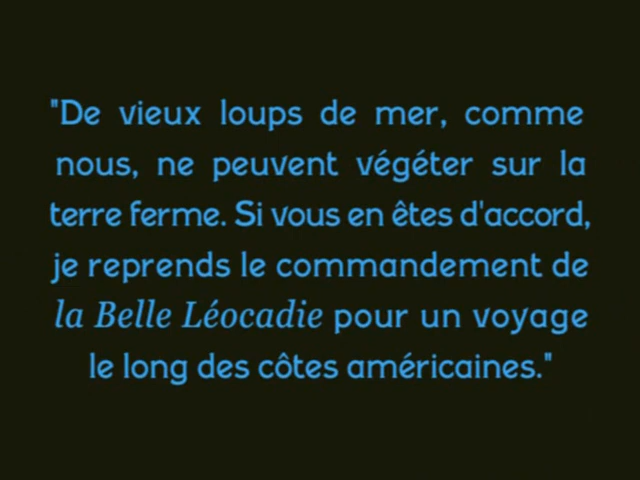 "De vieux loups de mer, comme
nous, ne peuvent végéter sur la
terre ferme. Si vous en êtes d'accord,
je reprends le commandement de
la Belle Léocadie pour un voyage
le long des côtes américaines."